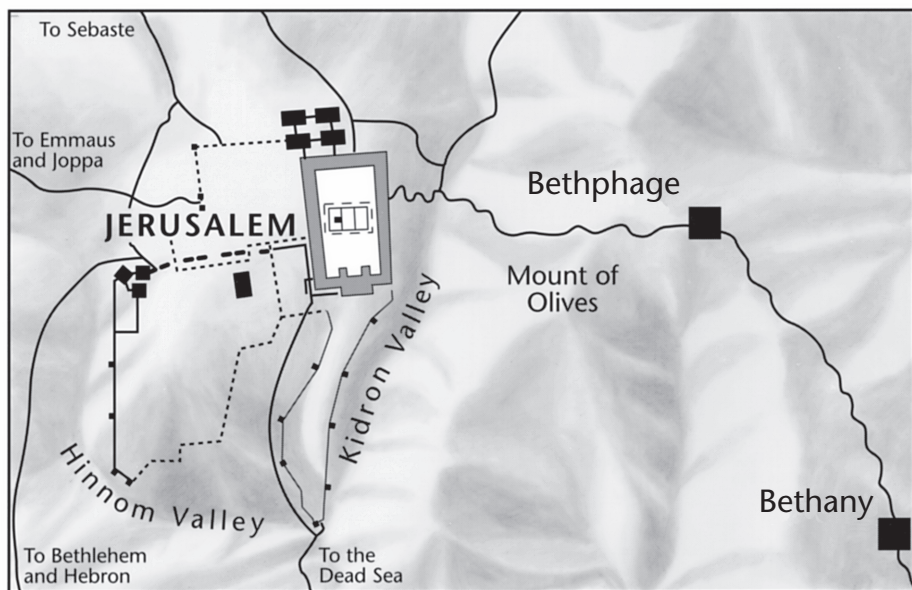 To Sebaste
To Emmaus
and Joppa
Bethphage
JERUSALEM
Mount of
Olives
Kidron Valley
Hinnom Valley
Bethany
To Bethlehem
and Hebron
To the
Dead Sea